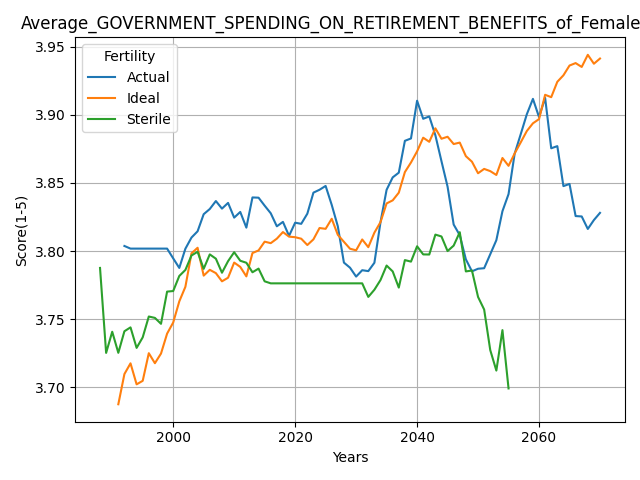 Average_GOVERNMENT_SPENDING_ON_RETIREMENT_BENEFITS_of_Female
Fertility
Actual
Ideal
Sterile
Score(1-5)
3.95
3.90
3.85
3.80
3.75
3.70
2000 2020 2040 2060
Years